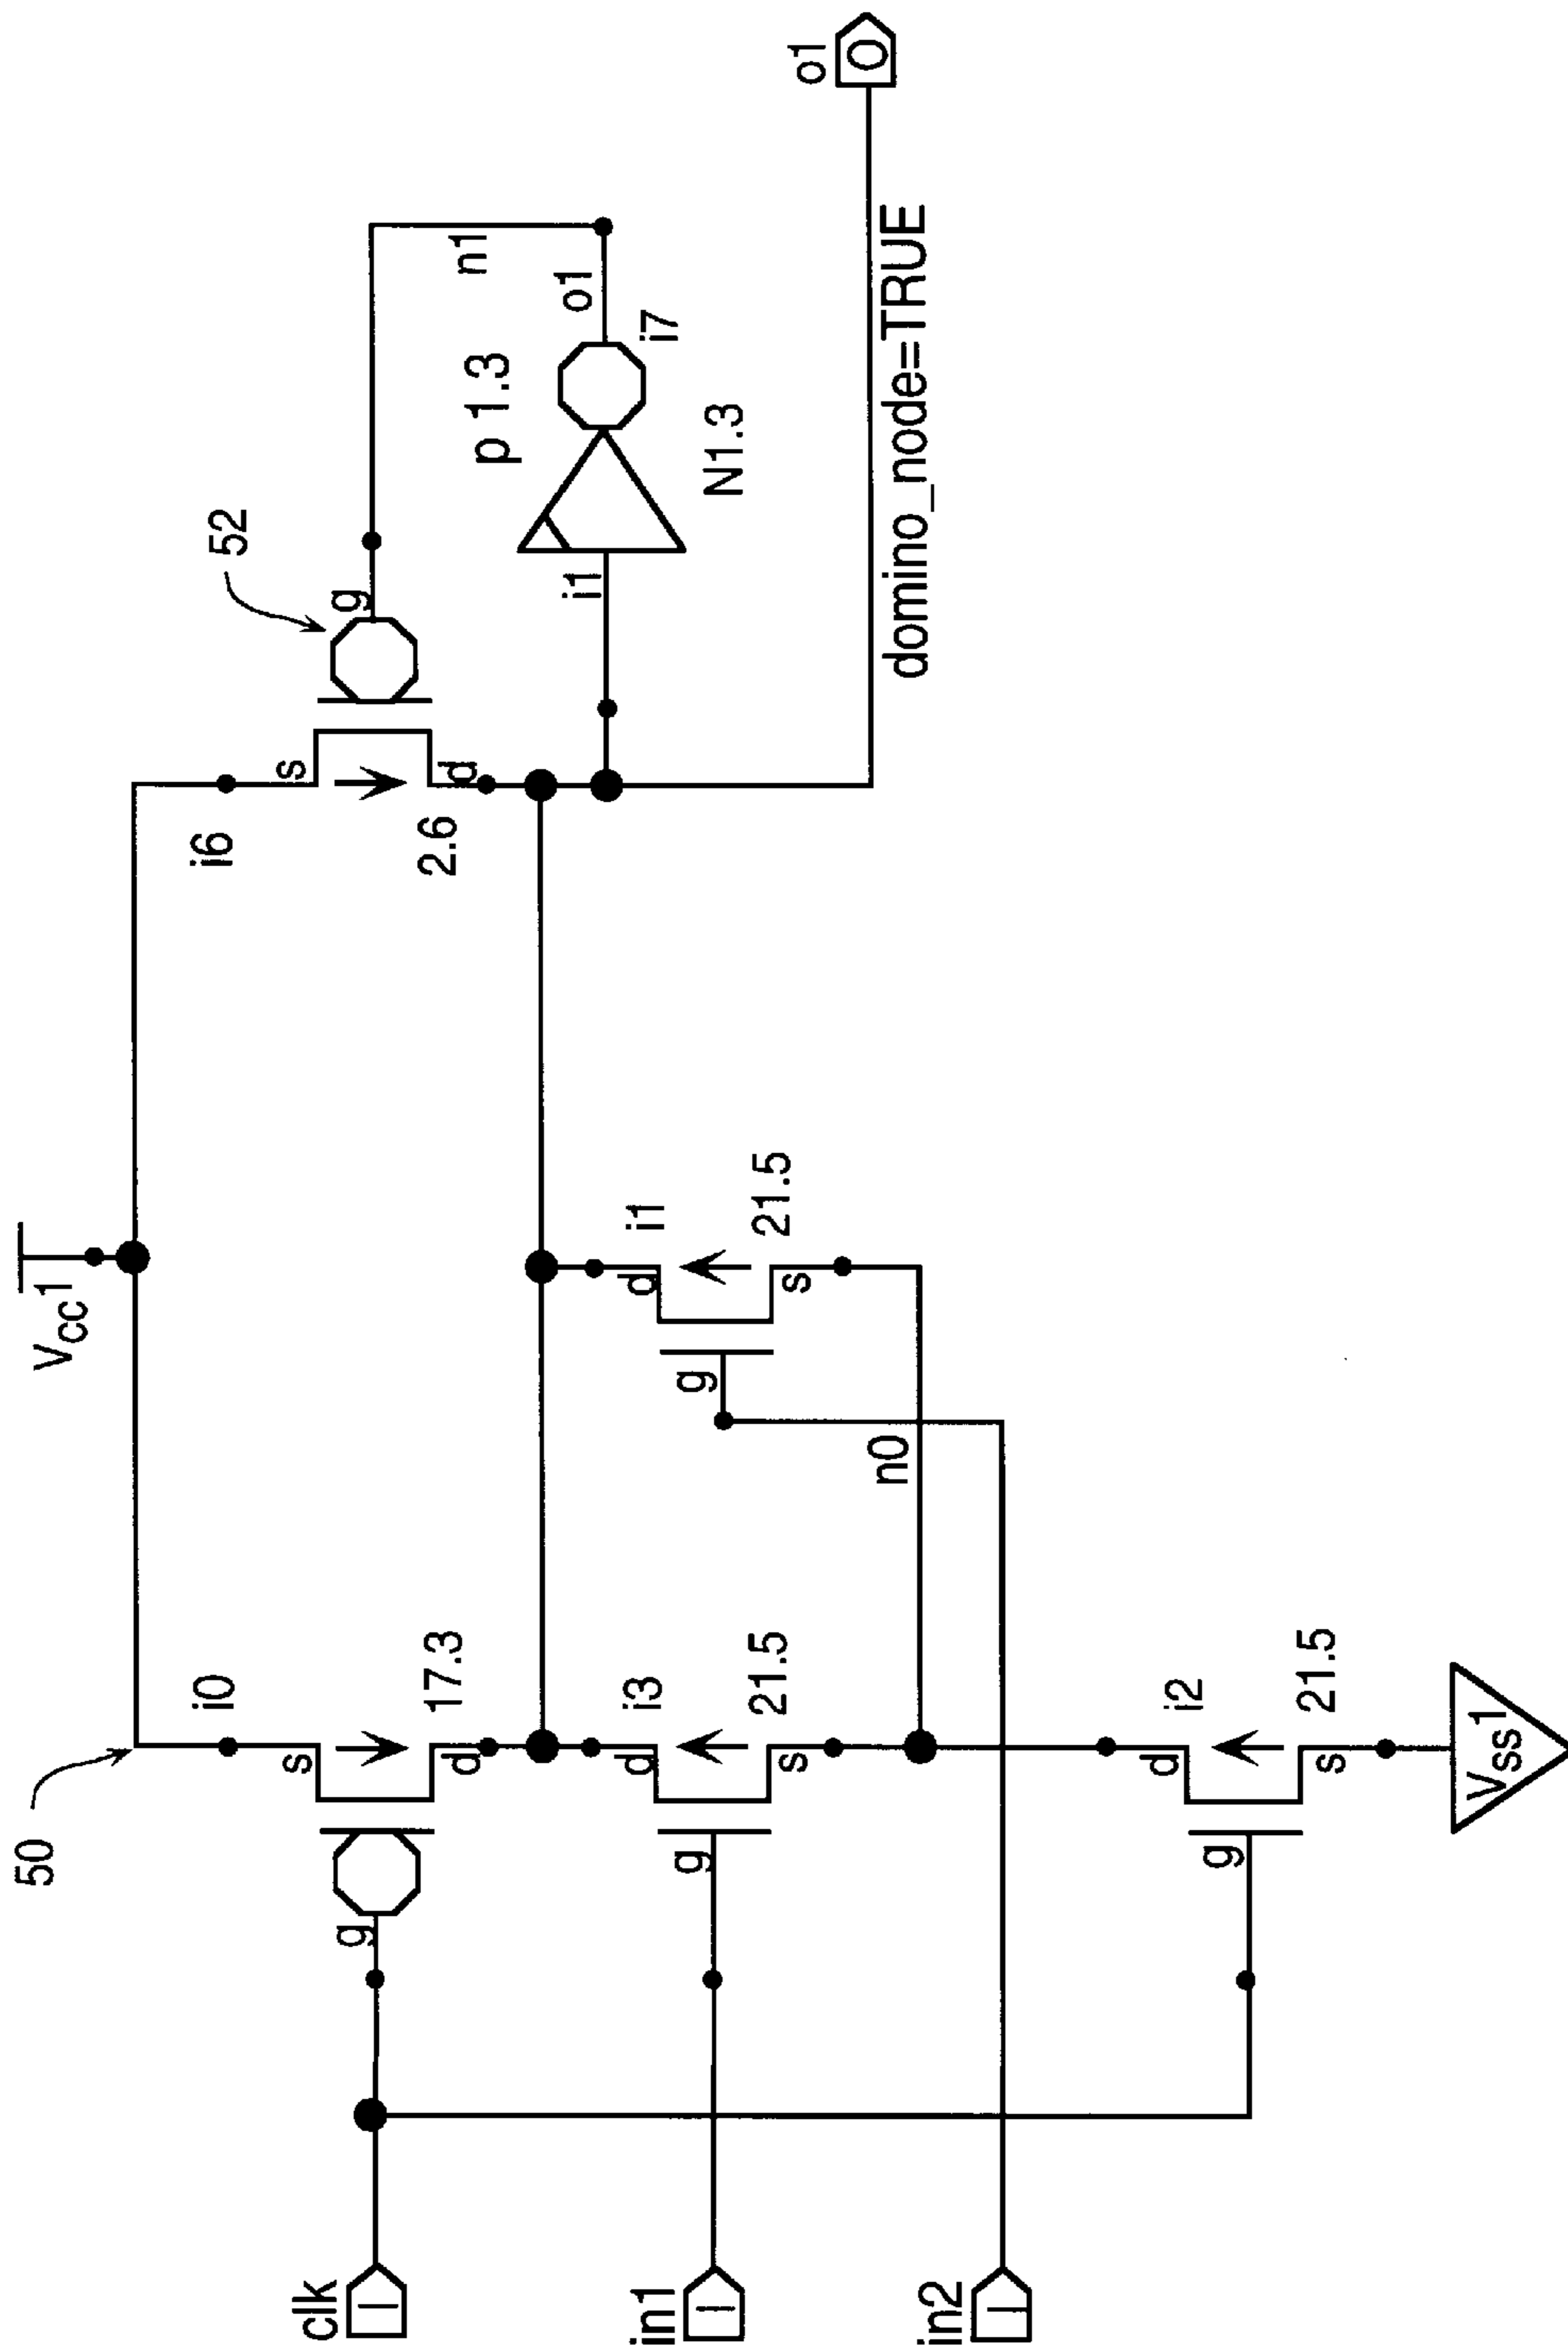 50
Vcc1
i0
i6
52
s
s
clk
I
g
g
17.3
d
2.6
d
n1
p 1.3
i1
o1
i7
N1.3
i3
d
i1
d
in1
I
g
g
21.5
s
21.5
s
o1
O
n0
domino_node=TRUE
in2
I
i2
d
g
21.5
s
Vss1